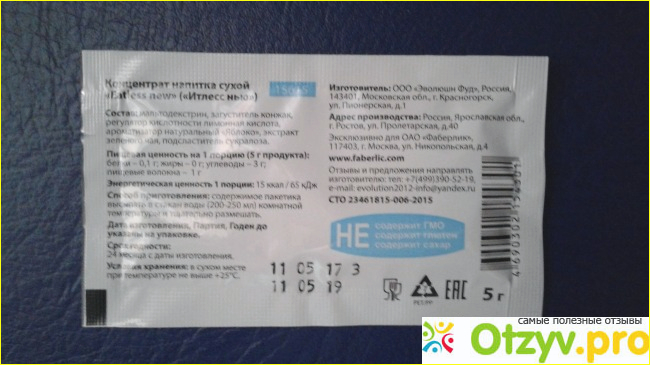 Концентрат напитка сухой
«Eatless new» («Итлесс нью»)
15685
Состав: мальтодекстрин, загуститель конжак,
регулятор кислотности лимонная кислота,
ароматизатор натуральный «Яблоко», экстракт
зеленого чая, подсластитель сукралоза.
Пищевая ценность на 1 порцию (5 г продукта):
белки – 0,1 г; жиры – 0 г; углеводы – 3 г;
пищевые волокна – 1 г
Энергетическая ценность 1 порции: 15 ккал / 65 кДж
Способ приготовления: содержимое пакетика
высыпать в стакан воды (200-250 мл) комнатной
температуры и тщательно размешать.
Дата изготовления, Партия, Годен до
указаны на упаковке.
Срок годности:
24 месяца с даты изготовления.
Условия хранения: в сухом месте
при температуре не выше +25°C.
11 05 17 3
11 05 19
Изготовитель: ООО «Эволюшн Фуд», Россия,
143401, Московская обл., г. Красногорск,
ул. Пионерская, д.1
Адрес производства: Россия, Ярославская обл.,
г. Ростов, ул. Пролетарская, д.40
Эксклюзивно для ОАО «Фаберлик»,
117403, г. Москва, ул. Никопольская, д.4
www.faberlic.com
Отзывы и предложения направлять
изготовителю: тел: +7(499)390-52-19,
e-mail: evolution2012-info@yandex.ru
СТО 23461815-006-2015
НЕ
содержит ГМО
содержит глютен
содержит сахар
PET/PP
EAC
5 г
4690302154301
самые полезные отзывы
Otzyv.pro